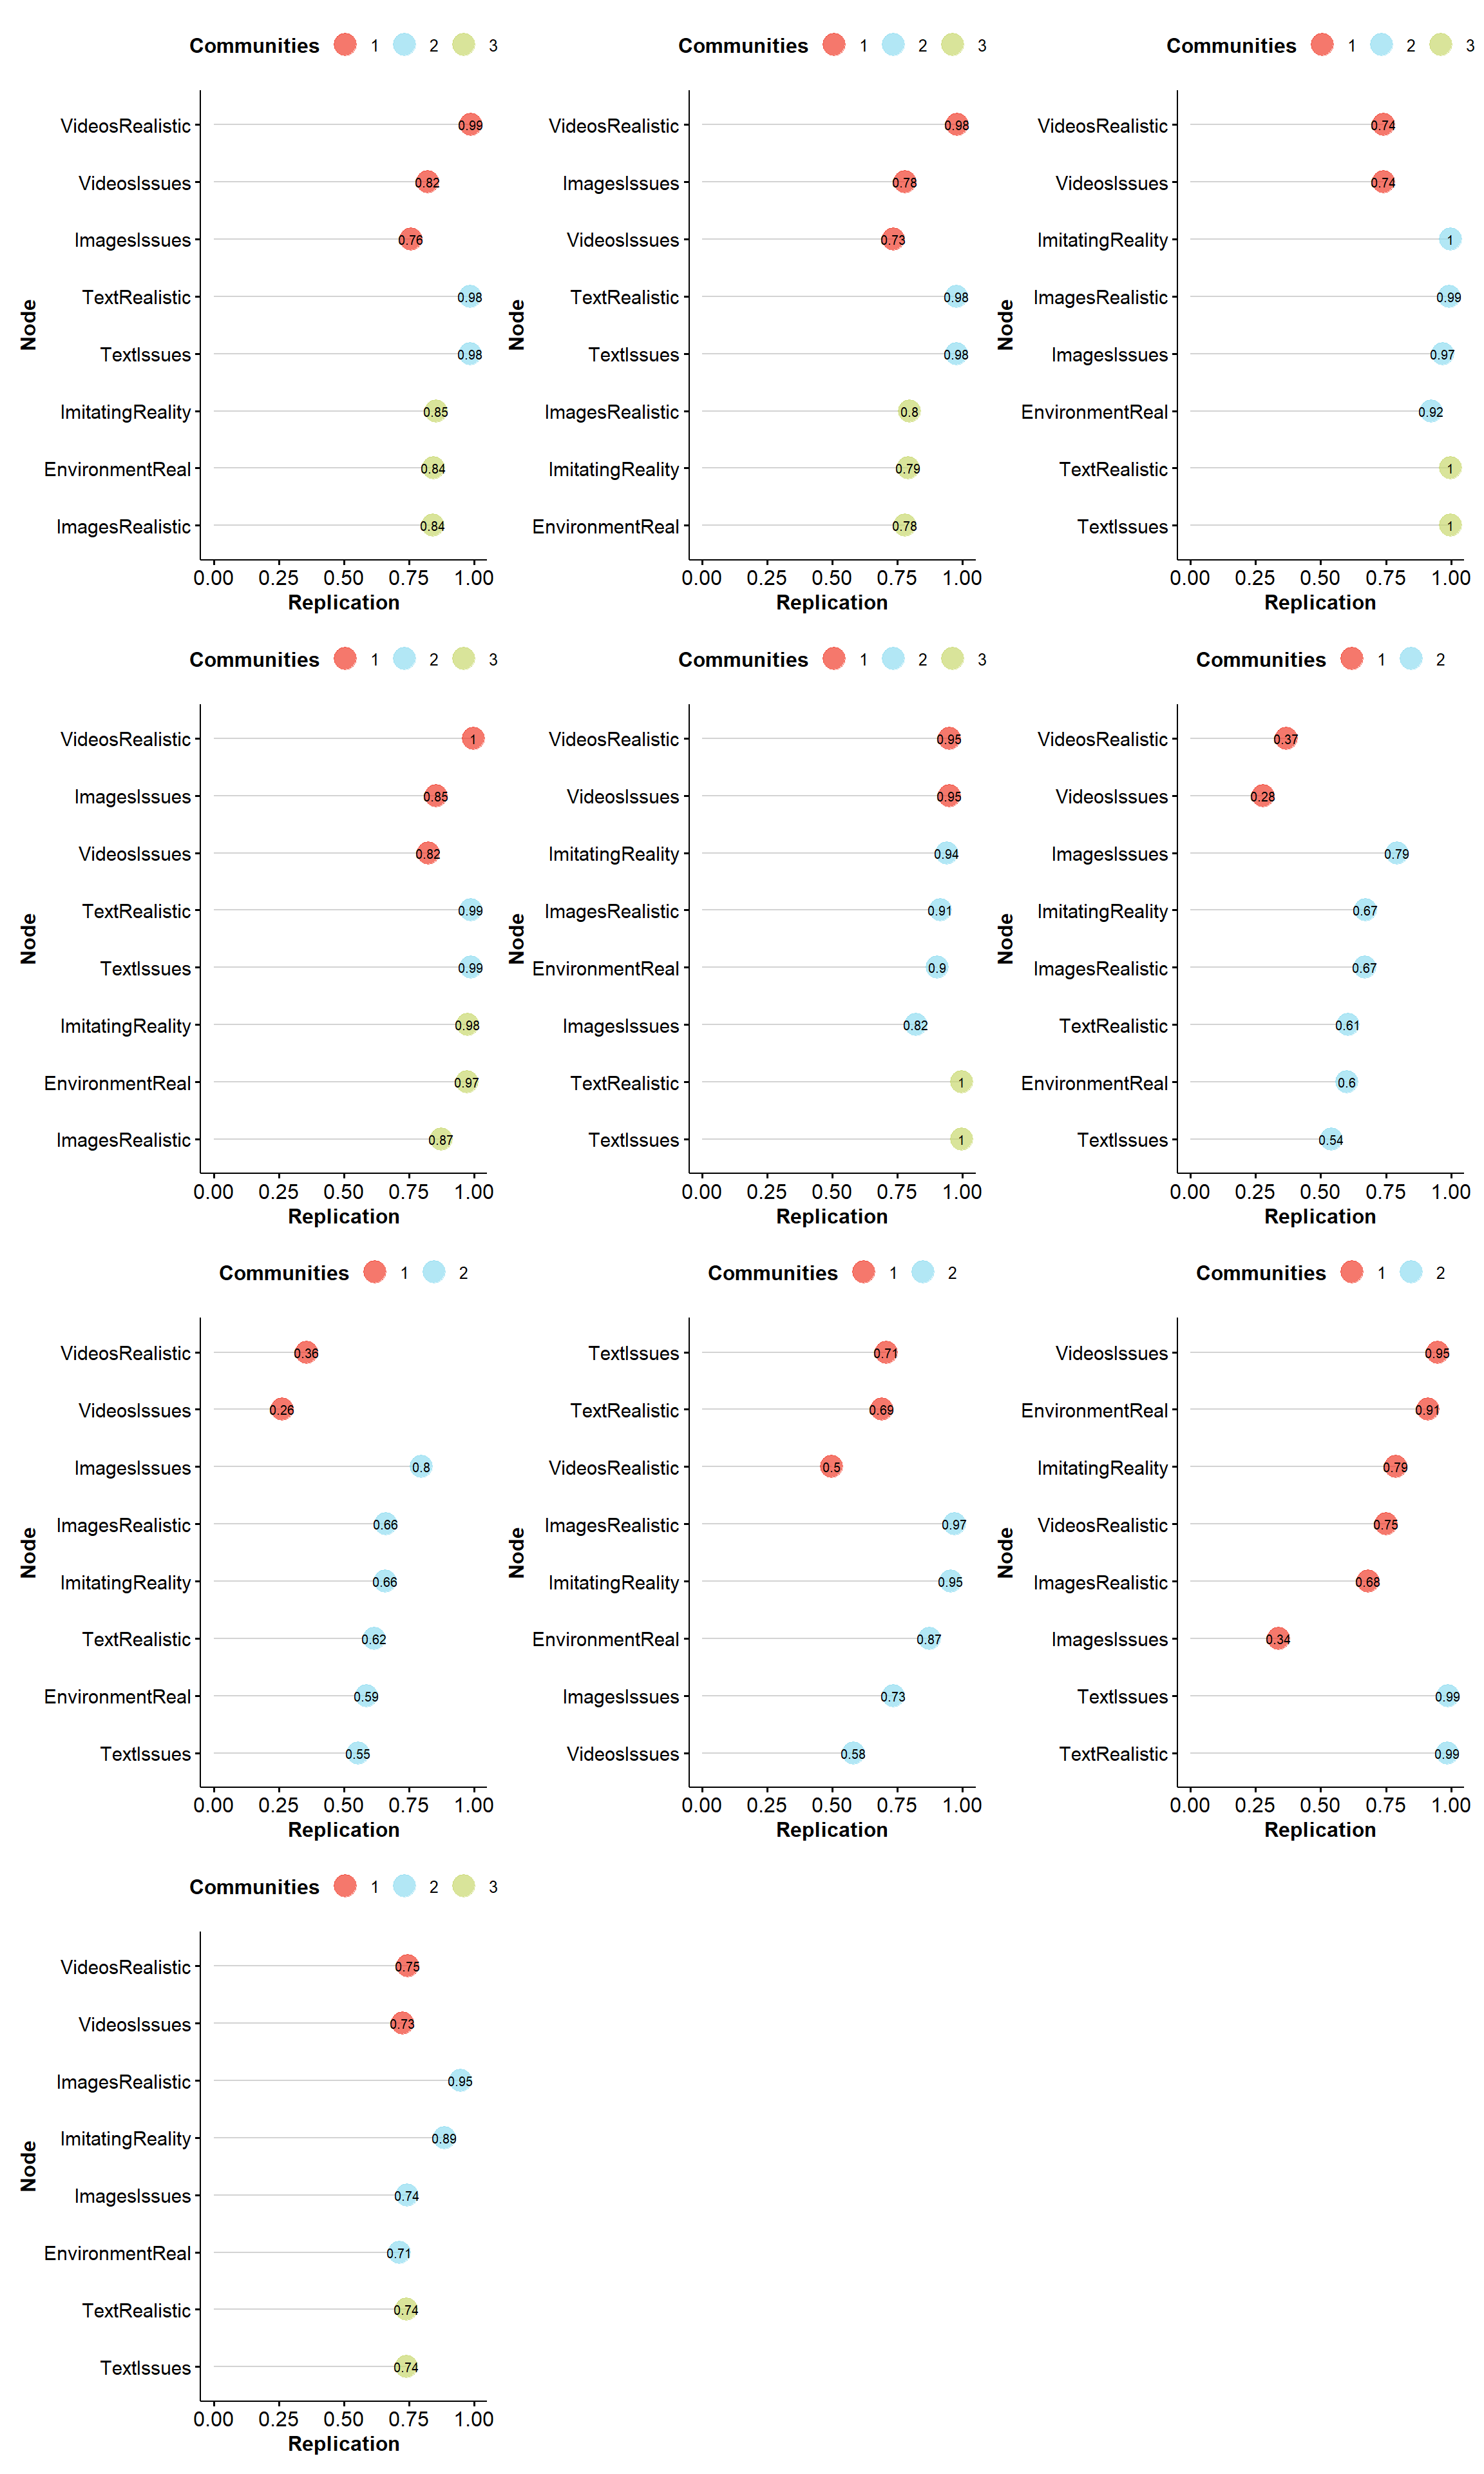 Communities 1 2 3
VideosRealistic 0.99
VideosIssues 0.82
ImagesIssues 0.76
TextRealistic 0.98
TextIssues 0.98
ImitatingReality 0.85
EnvironmentReal 0.84
ImagesRealistic 0.84
Node
0.00 0.25 0.50 0.75 1.00
Replication
Communities 1 2 3
VideosRealistic 0.98
ImagesIssues 0.78
VideosIssues 0.73
TextRealistic 0.98
TextIssues 0.98
ImagesRealistic 0.8
ImitatingReality 0.79
EnvironmentReal 0.78
Node
0.00 0.25 0.50 0.75 1.00
Replication
Communities 1 2 3
VideosRealistic 0.74
VideosIssues 0.74
ImitatingReality 1
ImagesRealistic 0.99
ImagesIssues 0.97
EnvironmentReal 0.92
TextRealistic 1
TextIssues 1
Node
0.00 0.25 0.50 0.75 1.00
Replication
Communities 1 2 3
VideosRealistic 1
ImagesIssues 0.85
VideosIssues 0.82
TextRealistic 0.99
TextIssues 0.99
ImitatingReality 0.98
EnvironmentReal 0.97
ImagesRealistic 0.87
Node
0.00 0.25 0.50 0.75 1.00
Replication
Communities 1 2 3
VideosRealistic 0.95
VideosIssues 0.95
ImitatingReality 0.94
ImagesRealistic 0.91
EnvironmentReal 0.9
ImagesIssues 0.82
TextRealistic 1
TextIssues 1
Node
0.00 0.25 0.50 0.75 1.00
Replication
Communities 1 2
VideosRealistic 0.37
VideosIssues 0.28
ImagesIssues 0.79
ImitatingReality 0.67
ImagesRealistic 0.67
TextRealistic 0.61
EnvironmentReal 0.6
TextIssues 0.54
Node
0.00 0.25 0.50 0.75 1.00
Replication
Communities 1 2
VideosRealistic 0.36
VideosIssues 0.26
ImagesIssues 0.8
ImagesRealistic 0.66
ImitatingReality 0.66
TextRealistic 0.62
EnvironmentReal 0.59
TextIssues 0.55
Node
0.00 0.25 0.50 0.75 1.00
Replication
Communities 1 2
TextIssues 0.71
TextRealistic 0.69
VideosRealistic 0.5
ImagesRealistic 0.97
ImitatingReality 0.95
EnvironmentReal 0.87
ImagesIssues 0.73
VideosIssues 0.58
Node
0.00 0.25 0.50 0.75 1.00
Replication
Communities 1 2
VideosIssues 0.95
EnvironmentReal 0.91
ImitatingReality 0.79
VideosRealistic 0.75
ImagesRealistic 0.68
ImagesIssues 0.34
TextIssues 0.99
TextRealistic 0.99
Node
0.00 0.25 0.50 0.75 1.00
Replication
Communities 1 2 3
VideosRealistic 0.75
VideosIssues 0.73
ImagesRealistic 0.95
ImitatingReality 0.89
ImagesIssues 0.74
EnvironmentReal 0.71
TextRealistic 0.74
TextIssues 0.74
Node
0.00 0.25 0.50 0.75 1.00
Replication